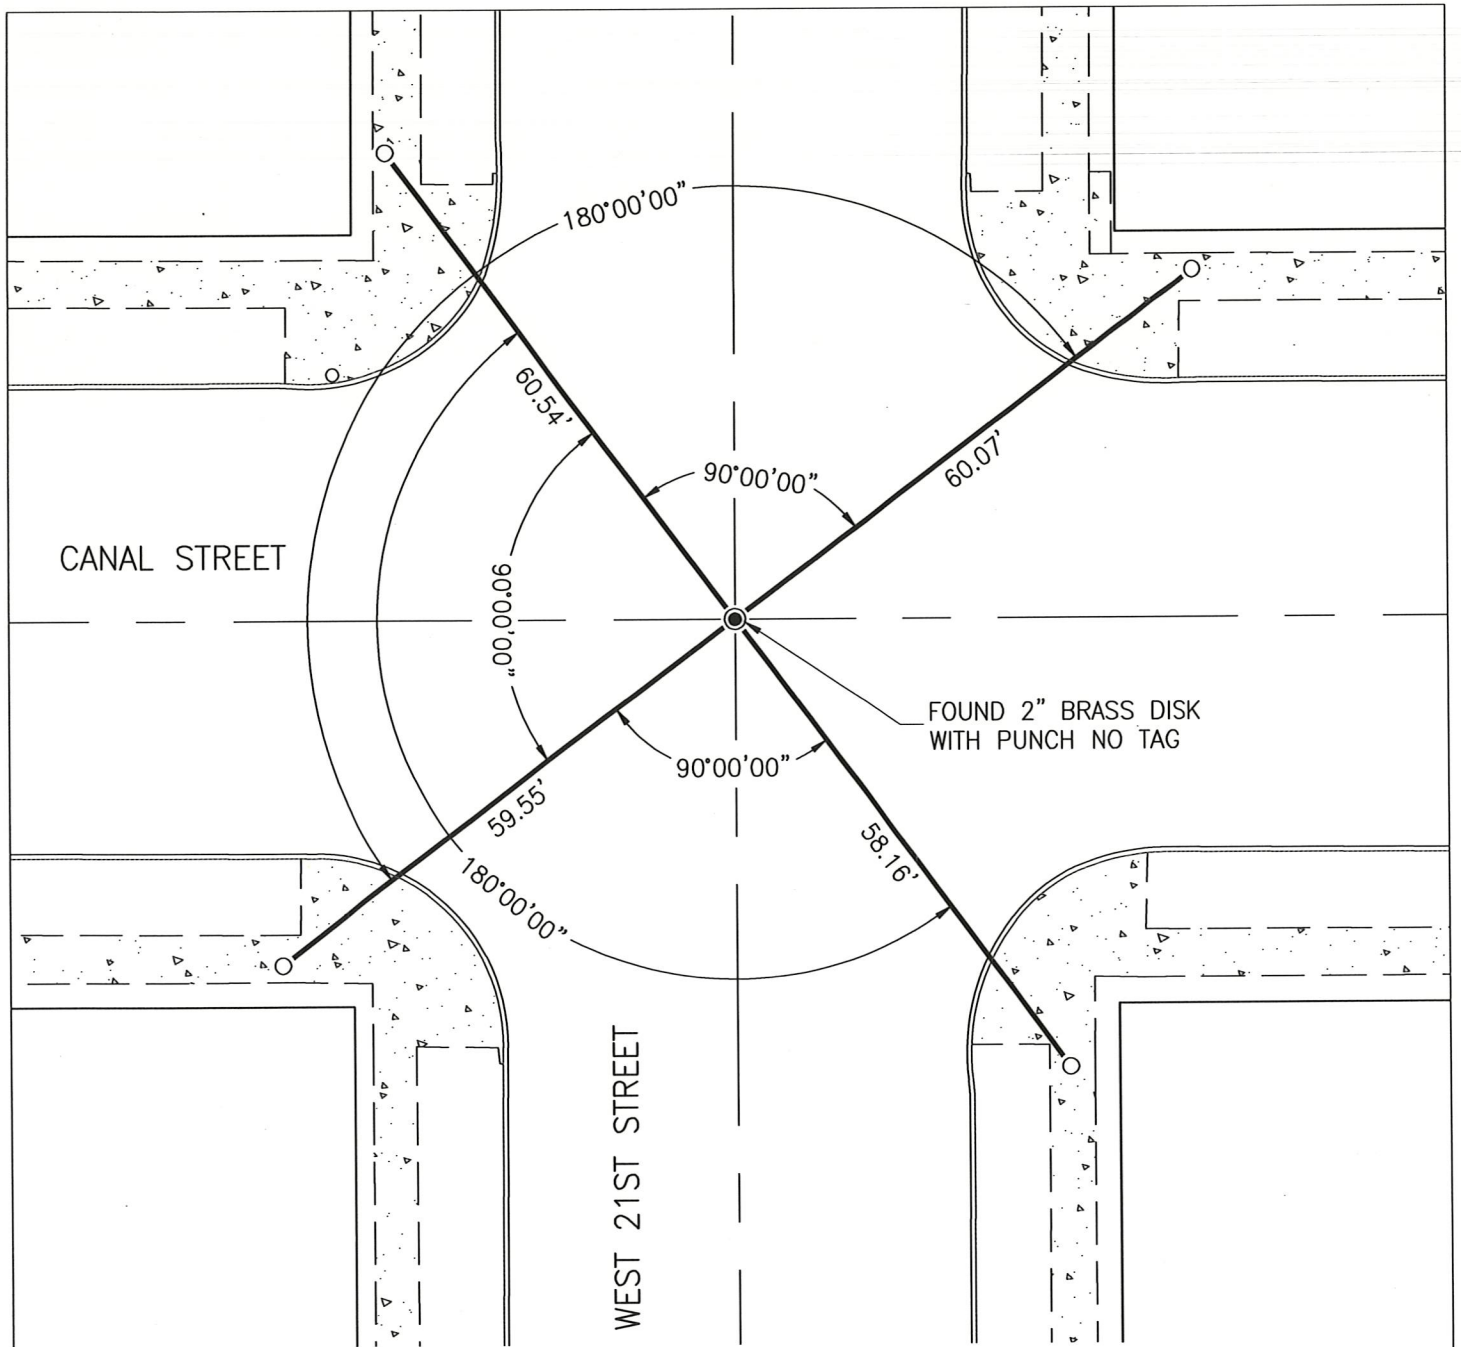 180°00'00"
60.54'
90°00'00"
60.07'
CANAL STREET
90°00'00"
FOUND 2" BRASS DISK
WITH PUNCH NO TAG
90°00'00"
59.55'
58.16'
180°00'00"
WEST 21ST STREET